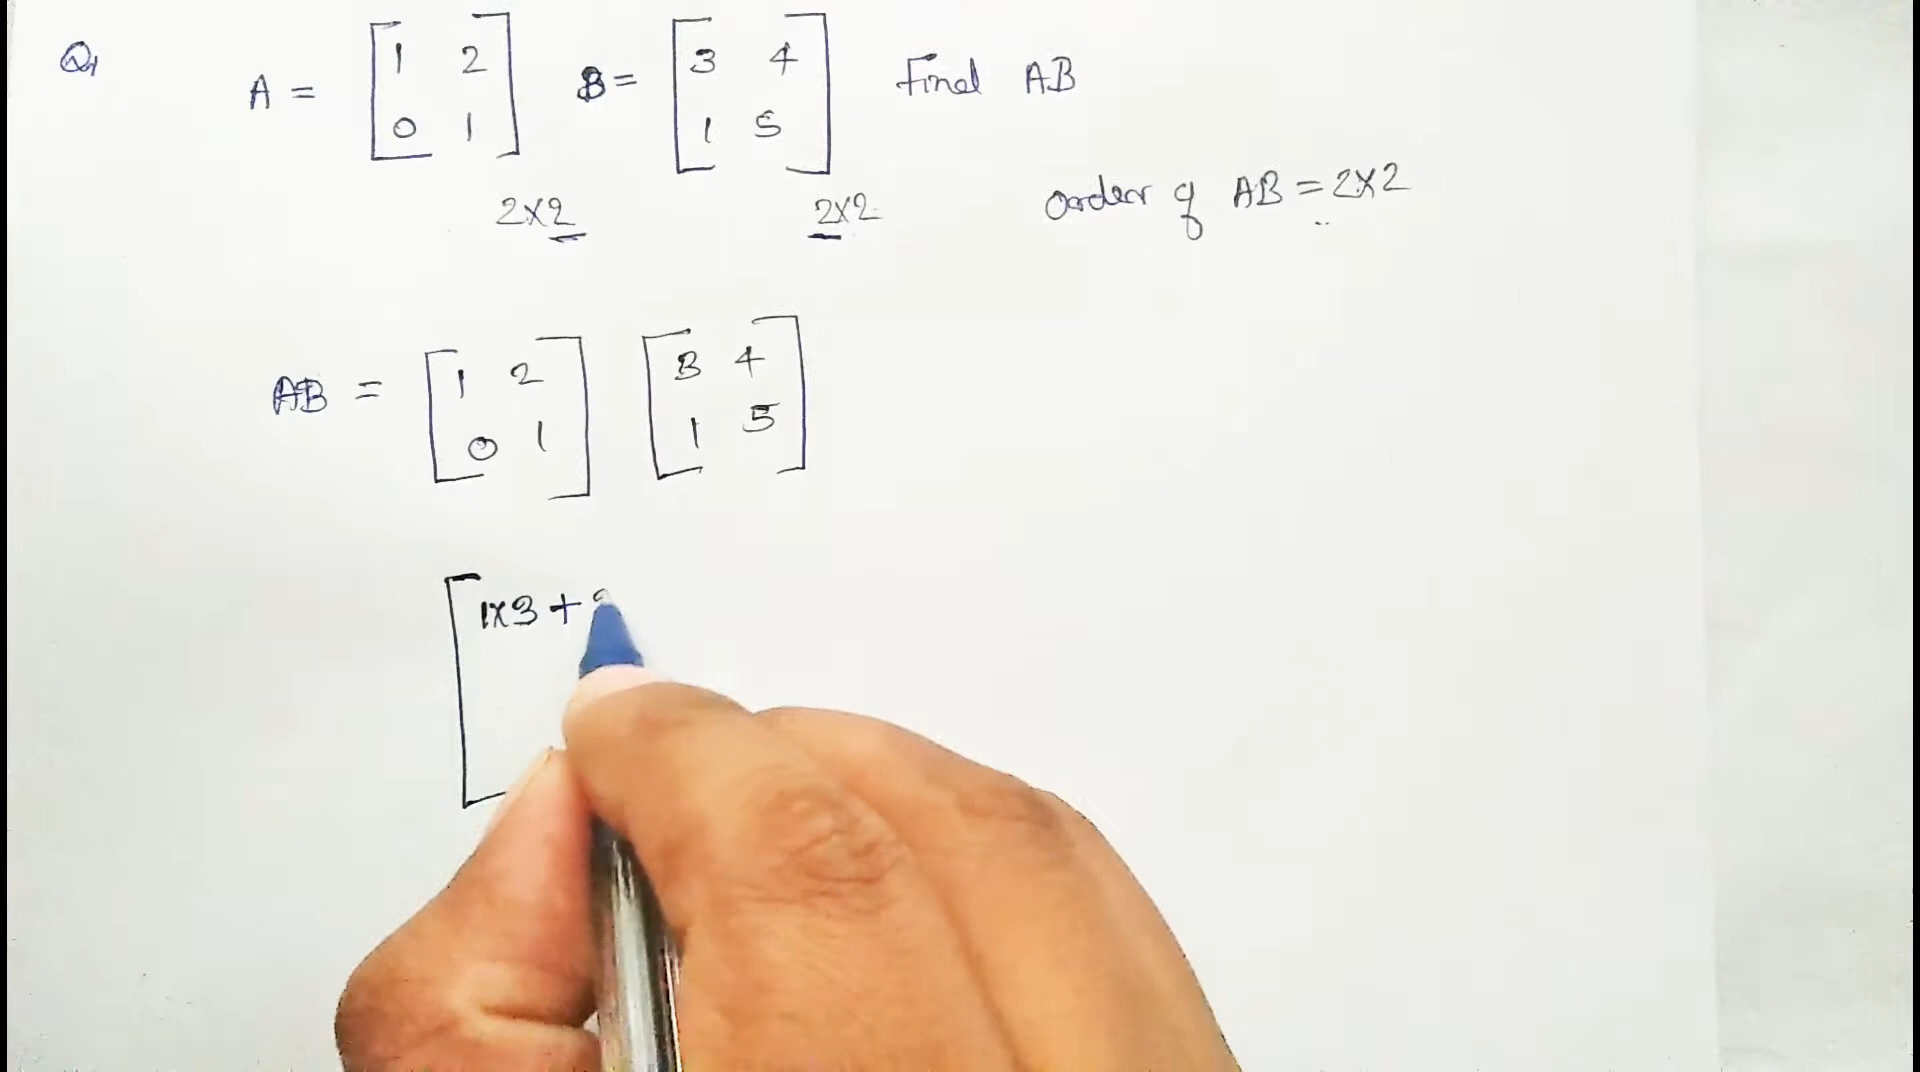 Q1 A = [1 2 B = [3 4 Find AB
0 1] 1 5]
2x2 2x2 order of AB = 2x2
AB = [1 2 [3 4
0 1] 1 5]
[1x3 +